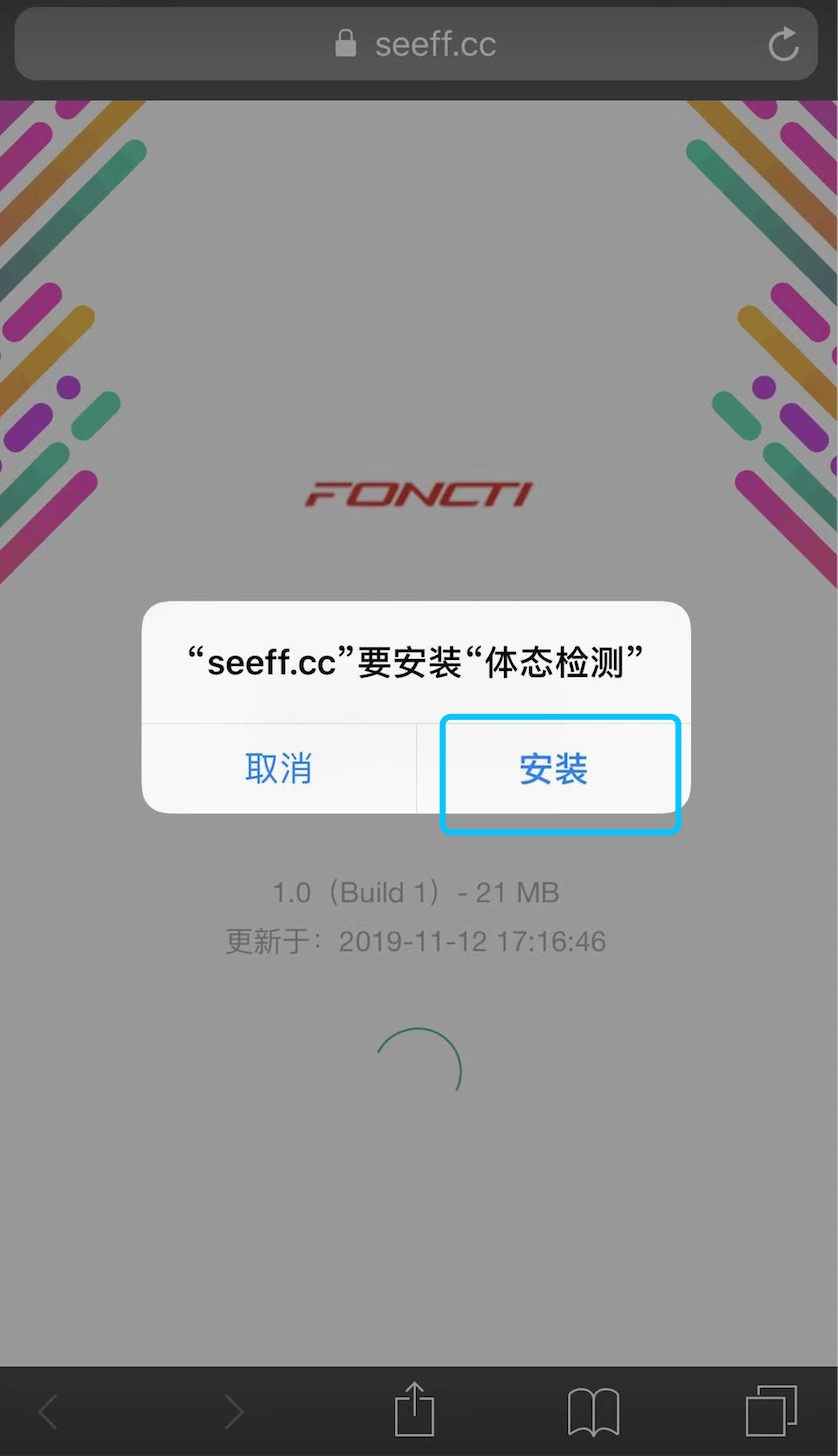 seeff.cc
FONCTI
“seeff.cc”要安装“体态检测”
取消
安装
1.0（Build 1）- 21 MB
更新于：2019-11-12 17:16:46